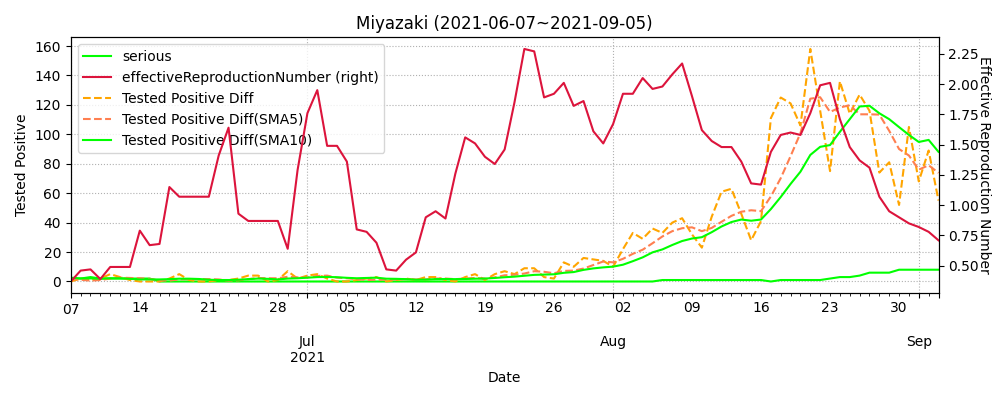 Miyazaki (2021-06-07~2021-09-05)
serious
effectiveReproductionNumber (right)
Tested Positive Diff
Tested Positive Diff(SMA5)
Tested Positive Diff(SMA10)
Tested Positive
160
140
120
100
80
60
40
20
0
2.25
2.00
1.75
1.50
1.25
1.00
0.75
0.50
Effective Reproduction Number
07 14 21 28 05 12 19 26 02 09 16 23 30
Jul Aug Sep
2021
Date